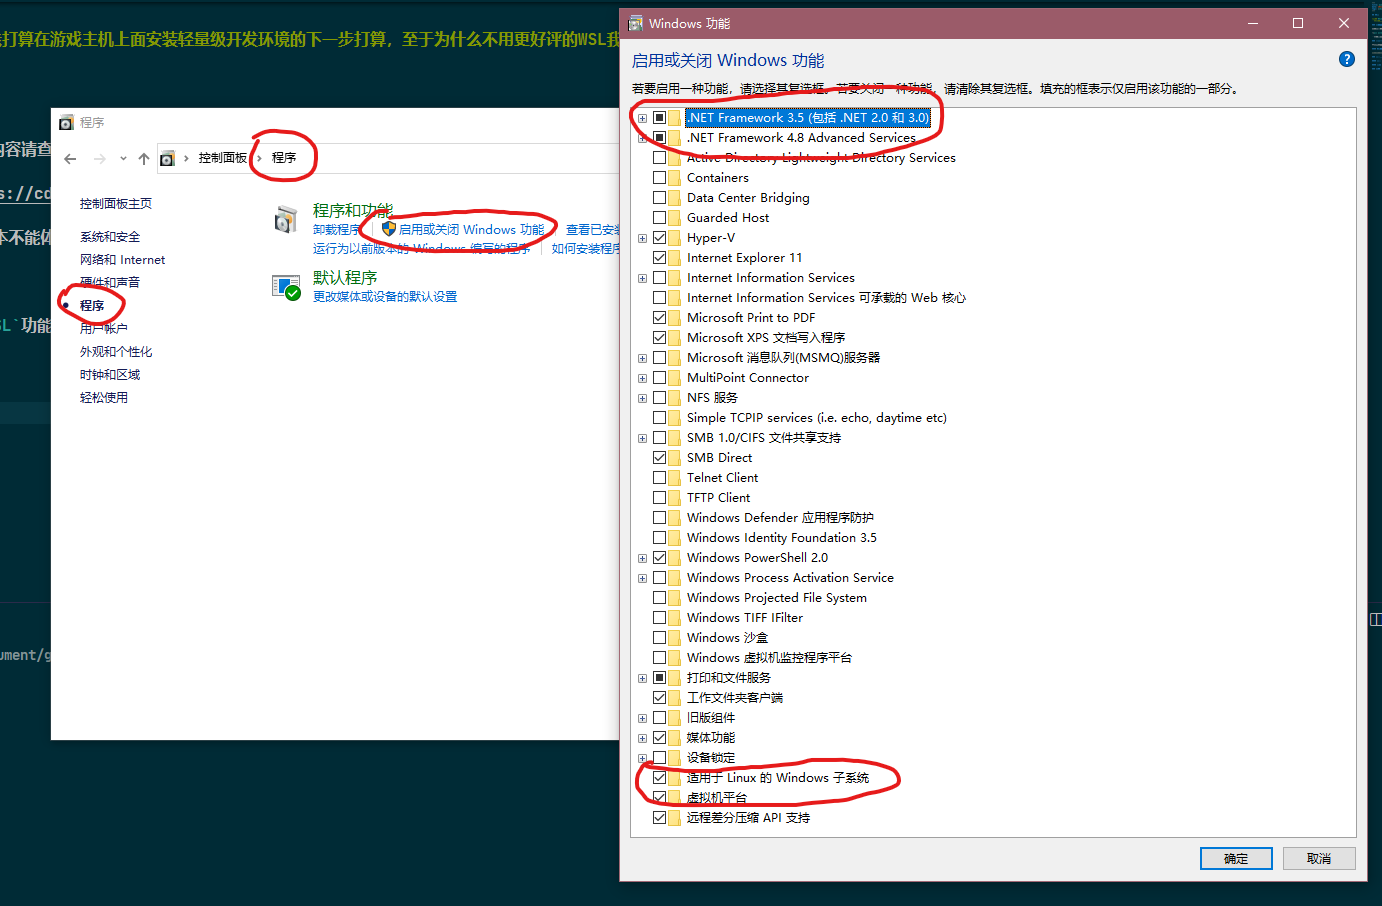 打算在游戏主机上面安装轻量级开发环境的下一步打算，至于为什么不用更好评的WSL我
内容请查
s://cd
本不能体
SL`功能
ument/g
程序
控制面板 › 程序
控制面板主页
系统和安全
网络和 Internet
硬件和声音
程序
用户帐户
外观和个性化
时钟和区域
轻松使用
程序和功能
卸载程序 启用或关闭 Windows 功能 查看已安装
运行为以前版本的 Windows 编写的程序 如何安装程序
默认程序
更改媒体或设备的默认设置
Windows 功能
启用或关闭 Windows 功能
若要启用一种功能，请选择其复选框。若要关闭一种功能，请清除其复选框。填充的框表示仅启用该功能的一部分。
.NET Framework 3.5 (包括 .NET 2.0 和 3.0)
.NET Framework 4.8 Advanced Services
Active Directory Lightweight Directory Services
Containers
Data Center Bridging
Guarded Host
Hyper-V
Internet Explorer 11
Internet Information Services
Internet Information Services 可承载的 Web 核心
Microsoft Print to PDF
Microsoft XPS 文档写入程序
Microsoft 消息队列(MSMQ)服务器
MultiPoint Connector
NFS 服务
Simple TCPIP services (i.e. echo, daytime etc)
SMB 1.0/CIFS 文件共享支持
SMB Direct
Telnet Client
TFTP Client
Windows Defender 应用程序防护
Windows Identity Foundation 3.5
Windows PowerShell 2.0
Windows Process Activation Service
Windows Projected File System
Windows TIFF IFilter
Windows 沙盒
Windows 虚拟机监控程序平台
打印和文件服务
工作文件夹客户端
旧版组件
媒体功能
设备锁定
适用于 Linux 的 Windows 子系统
虚拟机平台
远程差分压缩 API 支持
确定 取消